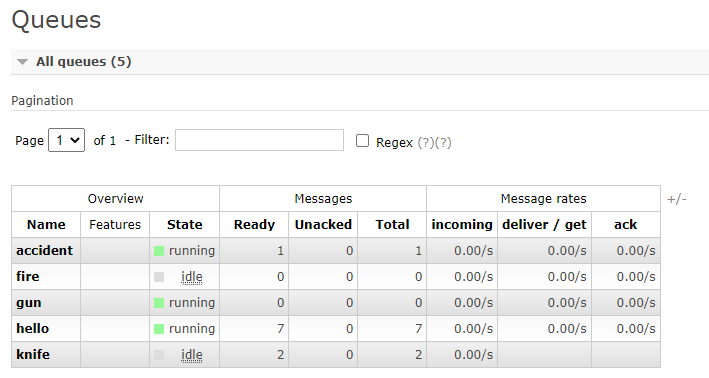 Queues
All queues (5)
Pagination
Page 1 of 1 - Filter: Regex (?)(?)
Overview Messages Message rates +/-
Name Features State Ready Unacked Total incoming deliver / get ack
accident running 1 0 1 0.00/s 0.00/s 0.00/s
fire idle 0 0 0 0.00/s 0.00/s 0.00/s
gun running 0 0 0 0.00/s 0.00/s 0.00/s
hello running 7 0 7 0.00/s 0.00/s 0.00/s
knife idle 2 0 2 0.00/s